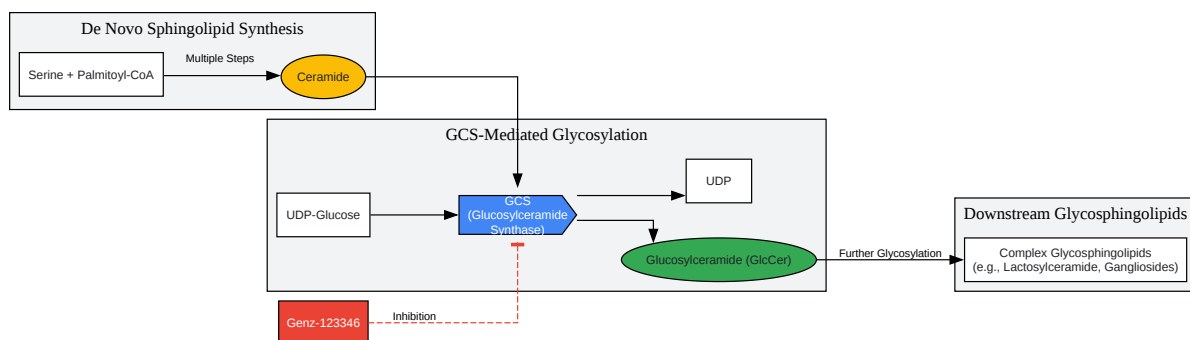 De Novo Sphingolipid Synthesis
Serine + Palmitoyl-CoA
Multiple Steps
Ceramide
GCS-Mediated Glycosylation
UDP-Glucose
GCS
(Glucosylceramide
Synthase)
UDP
Glucosylceramide (GlcCer)
Further Glycosylation
Downstream Glycosphingolipids
Complex Glycosphingolipids
(e.g., Lactosylceramide, Gangliosides)
Genz-123346
Inhibition